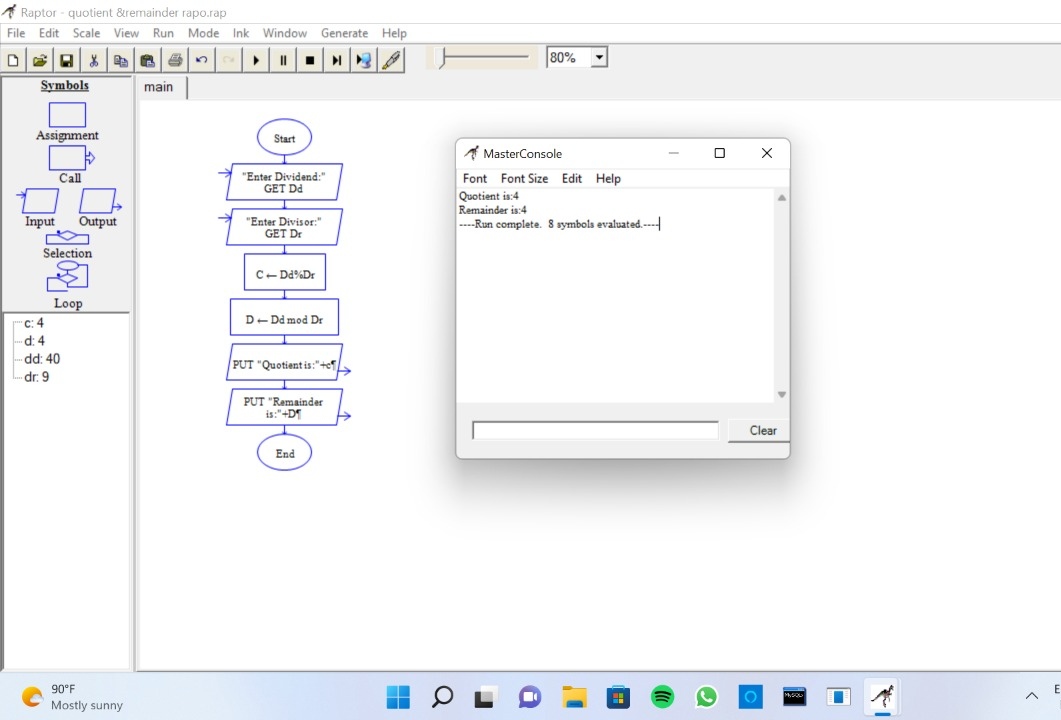 Raptor - quotient &remainder rapo.rap
File Edit Scale View Run Mode Ink Window Generate Help
80%
Symbols
Assignment
Call
Input Output
Selection
Loop
c: 4
d: 4
dd: 40
dr: 9
main
Start
"Enter Dividend:"
GET Dd
"Enter Divisor:"
GET Dr
C ← Dd%Dr
D ← Dd mod Dr
PUT "Quotient is:"+c¶
PUT "Remainder
is:"+D¶
End
MasterConsole
Font Font Size Edit Help
Quotient is:4
Remainder is:4
----Run complete. 8 symbols evaluated.----
Clear
90°F
Mostly sunny
MySQL
E